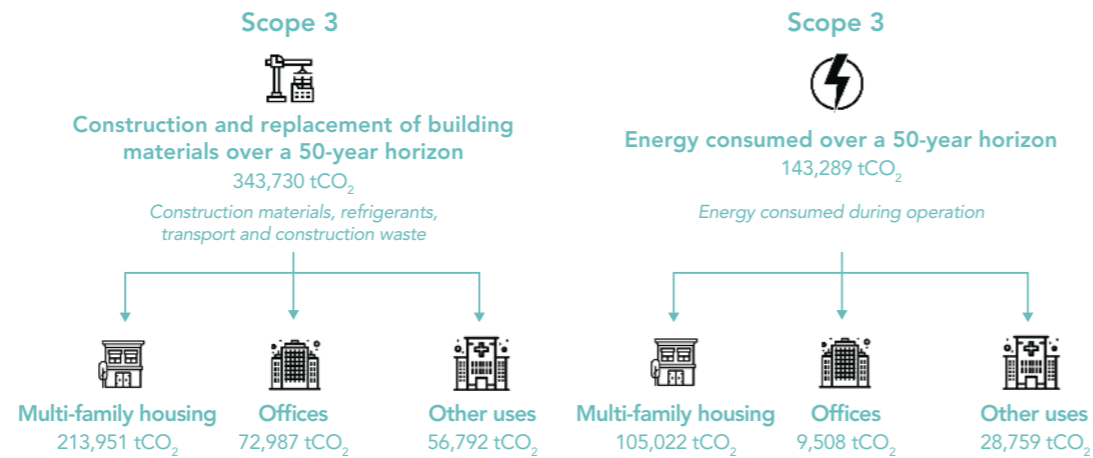 Scope 3
Construction and replacement of building
materials over a 50-year horizon
343,730 tCO₂
Construction materials, refrigerants,
transport and construction waste
Multi-family housing
213,951 tCO₂
Offices
72,987 tCO₂
Other uses
56,792 tCO₂
Scope 3
Energy consumed over a 50-year horizon
143,289 tCO₂
Energy consumed during operation
Multi-family housing
105,022 tCO₂
Offices
9,508 tCO₂
Other uses
28,759 tCO₂